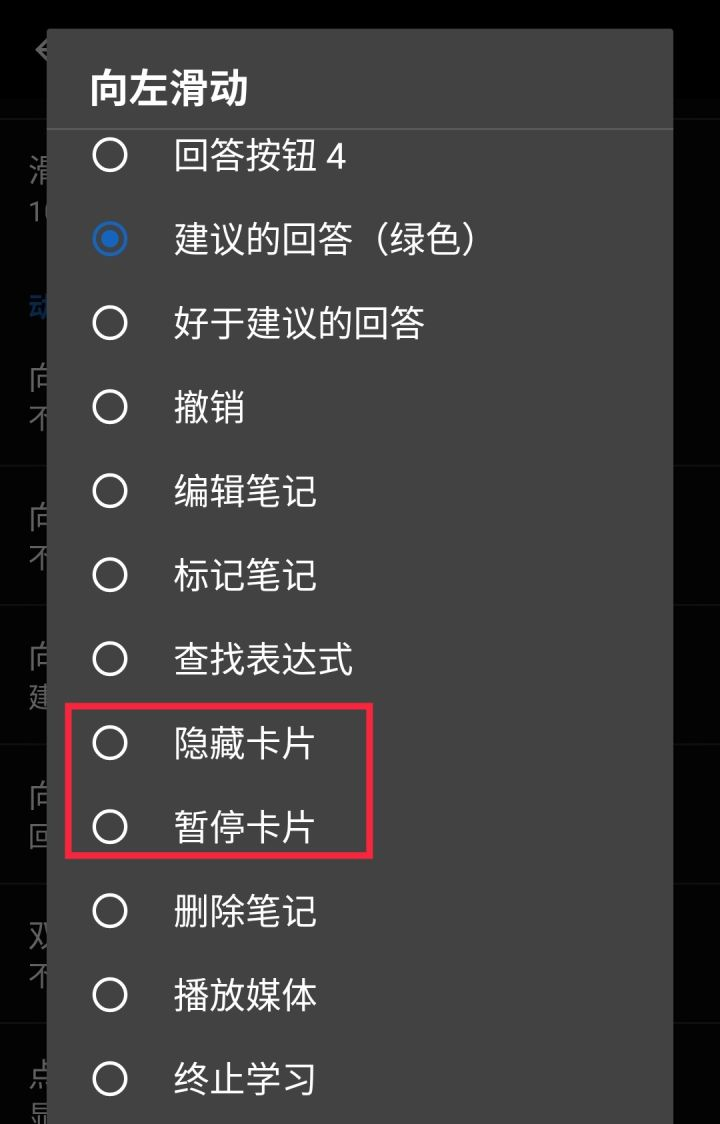 向左滑动
回答按钮 4
建议的回答（绿色）
好于建议的回答
撤销
编辑笔记
标记笔记
查找表达式
隐藏卡片
暂停卡片
删除笔记
播放媒体
终止学习